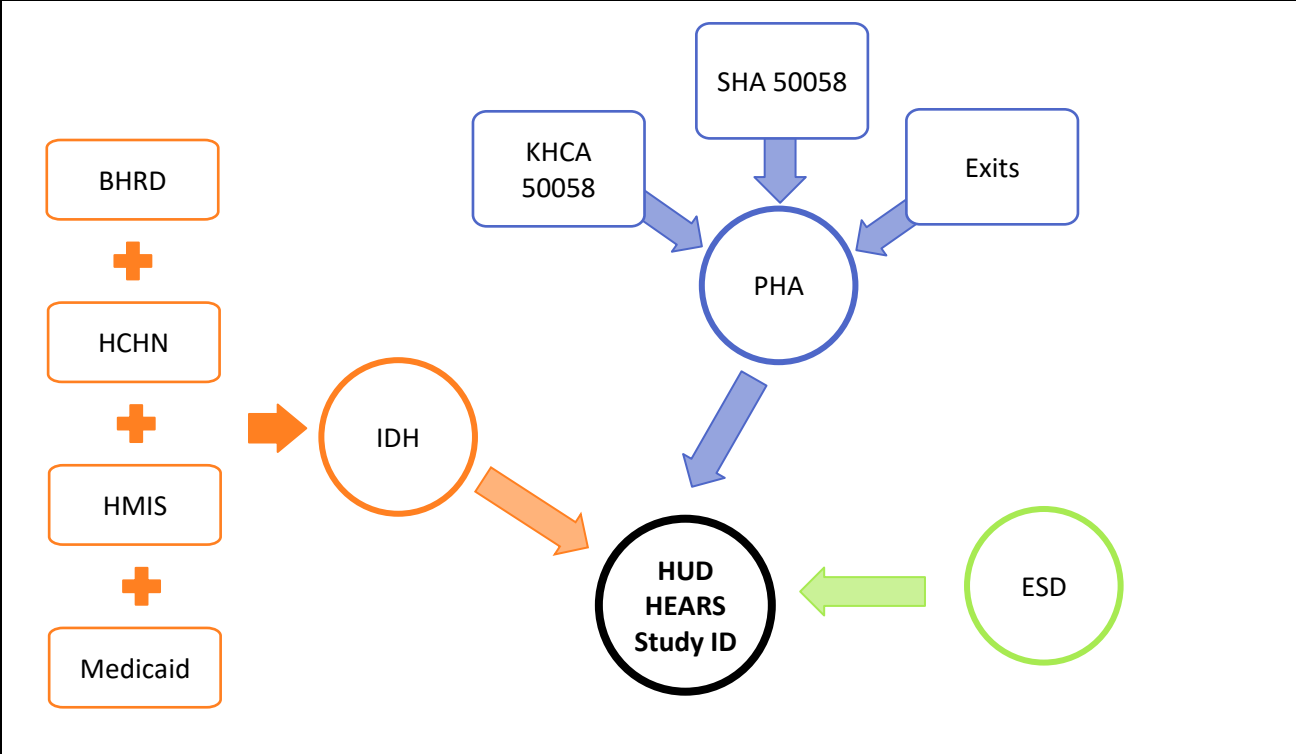 SHA 50058
KHCA
50058
Exits
BHRD
PHA
HCHN
IDH
HMIS
HUD
HEARS
Study ID
ESD
Medicaid